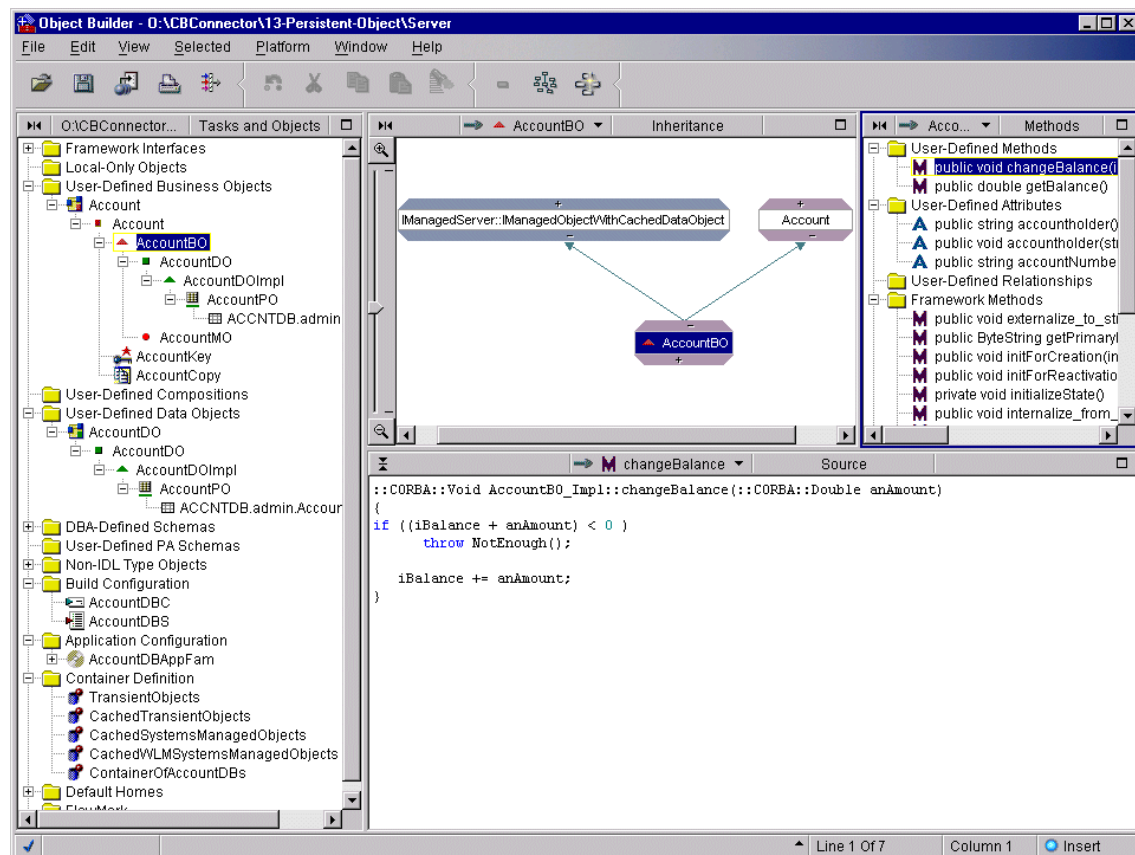 Object Builder - O:\CBConnector\13-Persistent-Object\Server
File Edit View Selected Platform Window Help
O:\CBConnector... Tasks and Objects
Framework Interfaces
Local-Only Objects
User-Defined Business Objects
Account
Account
AccountBO
AccountDO
AccountDOImpl
AccountPO
ACCNTDB.admin
AccountMO
AccountKey
AccountCopy
User-Defined Compositions
User-Defined Data Objects
AccountDO
AccountDO
AccountDOImpl
AccountPO
ACCNTDB.admin.Accour
DBA-Defined Schemas
User-Defined PA Schemas
Non-IDL Type Objects
Build Configuration
AccountDBC
AccountDBS
Application Configuration
AccountDBAppFam
Container Definition
TransientObjects
CachedTransientObjects
CachedSystemsManagedObjects
CachedWLMSystemsManagedObjects
ContainerOfAccountDBs
Default Homes
AccountBO Inheritance
IManagedServer::IManagedObjectWithCachedDataObject
Account
AccountBO
Acco... Methods
User-Defined Methods
public void changeBalance(i
public double getBalance()
User-Defined Attributes
public string accountholder()
public void accountholder(stri
public string accountNumbe
User-Defined Relationships
Framework Methods
public void externalize_to_str
public ByteString getPrimaryl
public void initForCreation(in
public void initForReactivatio
private void initializeState()
public void internalize_from_
changeBalance Source
::CORBA::Void AccountBO_Impl::changeBalance(::CORBA::Double anAmount)
{
if ((iBalance + anAmount) < 0 )
throw NotEnough();
iBalance += anAmount;
}
Line 1 Of 7 Column 1 Insert